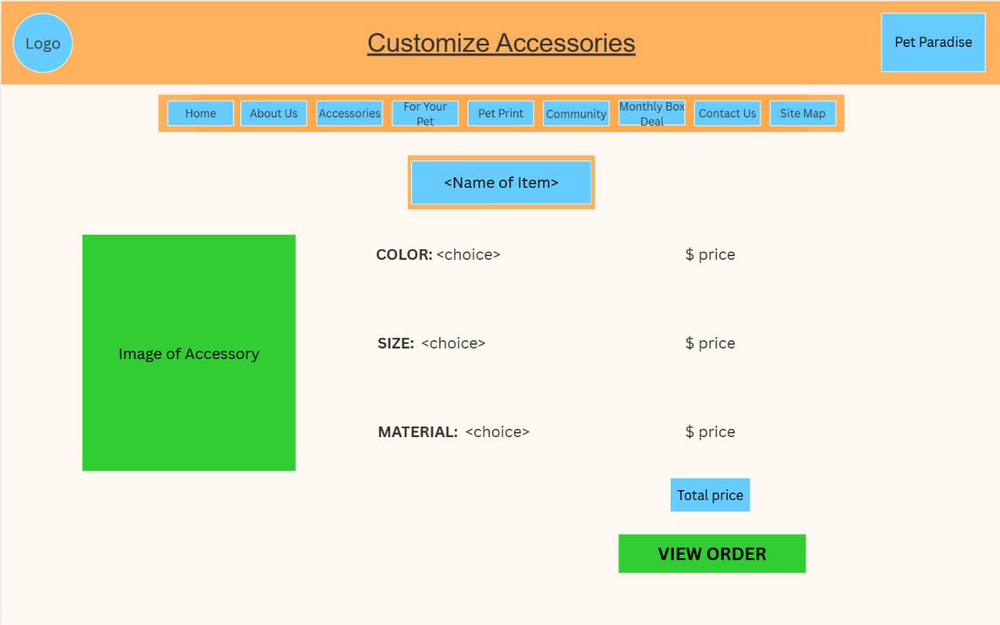 Logo
Customize Accessories
Pet Paradise
Home
About Us
Accessories
For Your
Pet
Pet Print
Community
Monthly Box
Deal
Contact Us
Site Map
<Name of Item>
Image of Accessory
COLOR: <choice>
$ price
SIZE: <choice>
$ price
MATERIAL: <choice>
$ price
Total price
VIEW ORDER